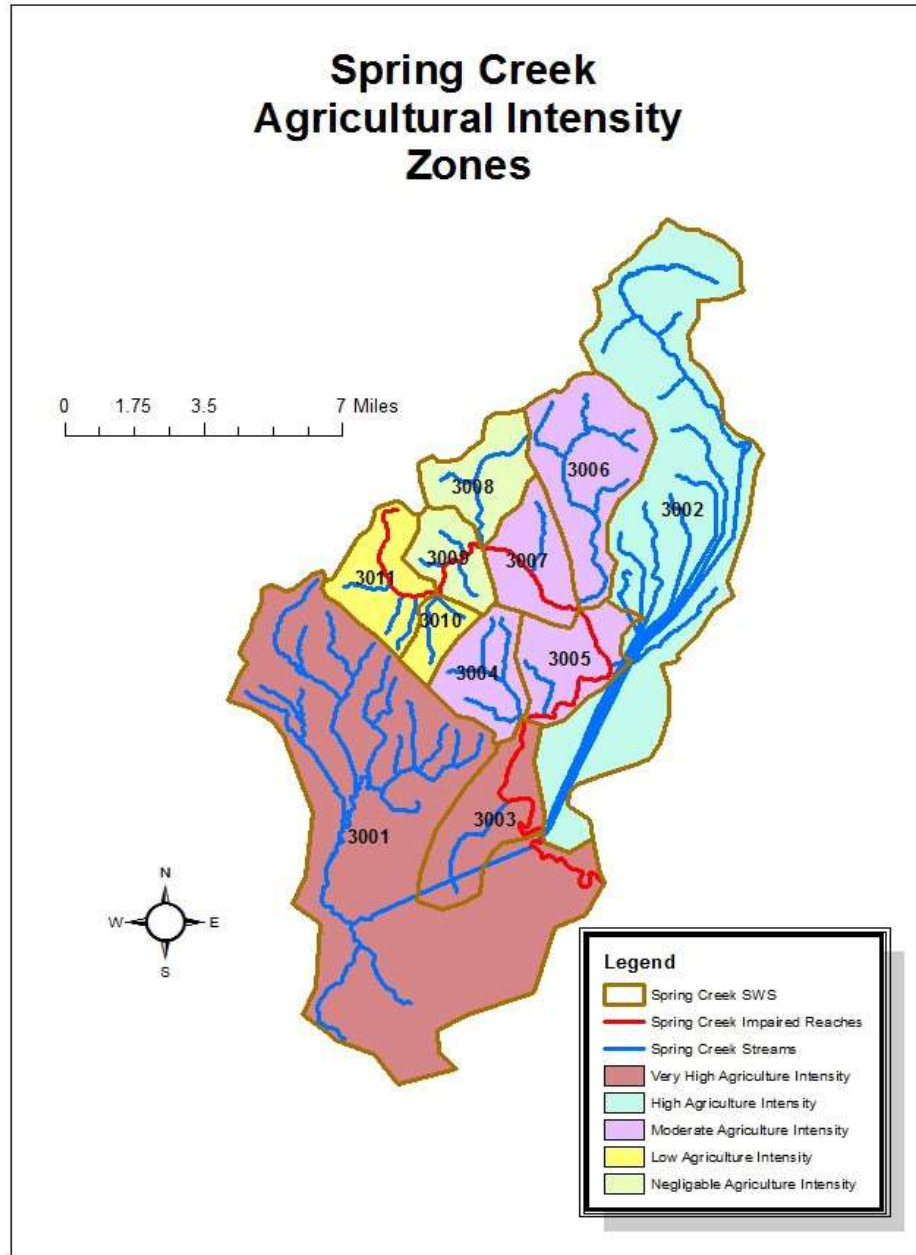 Spring Creek
Agricultural Intensity
Zones
0 1.75 3.5 7 Miles
3006
3008
3002
3009
3007
3011
3010
3005
3004
3003
3001
N
W E
S
Legend
Spring Creek SWS
Spring Creek Impaired Reaches
Spring Creek Streams
Very High Agriculture Intensity
High Agriculture Intensity
Moderate Agriculture Intensity
Low Agriculture Intensity
Negligable Agriculture Intensity